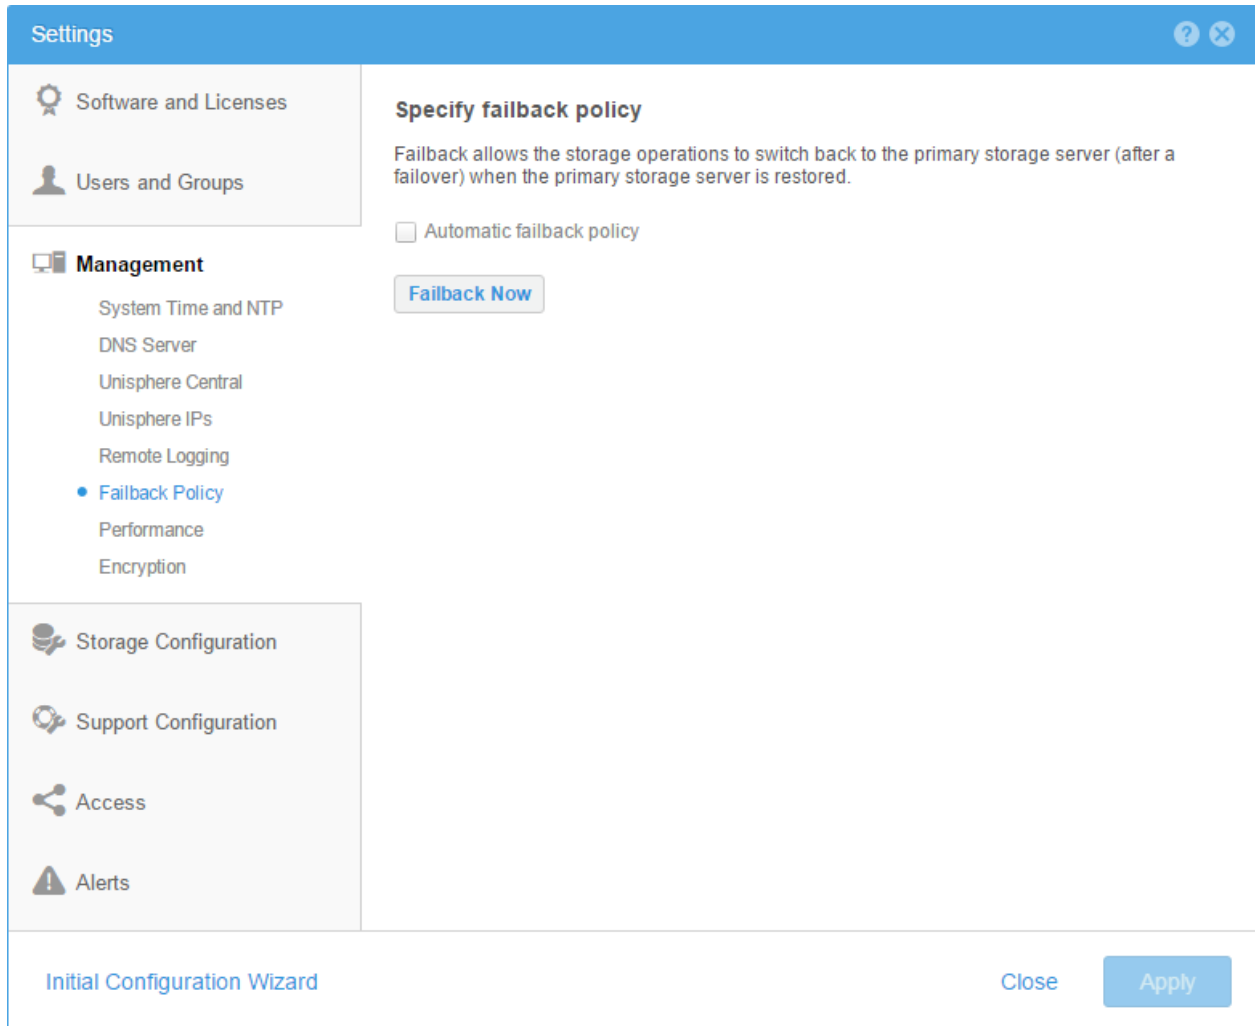 Settings
Software and Licenses
Users and Groups
Management
System Time and NTP
DNS Server
Unisphere Central
Unisphere IPs
Remote Logging
Failback Policy
Performance
Encryption
Storage Configuration
Support Configuration
Access
Alerts
Specify failback policy
Failback allows the storage operations to switch back to the primary storage server (after a
failover) when the primary storage server is restored.
Automatic failback policy
Failback Now
Initial Configuration Wizard
Close
Apply